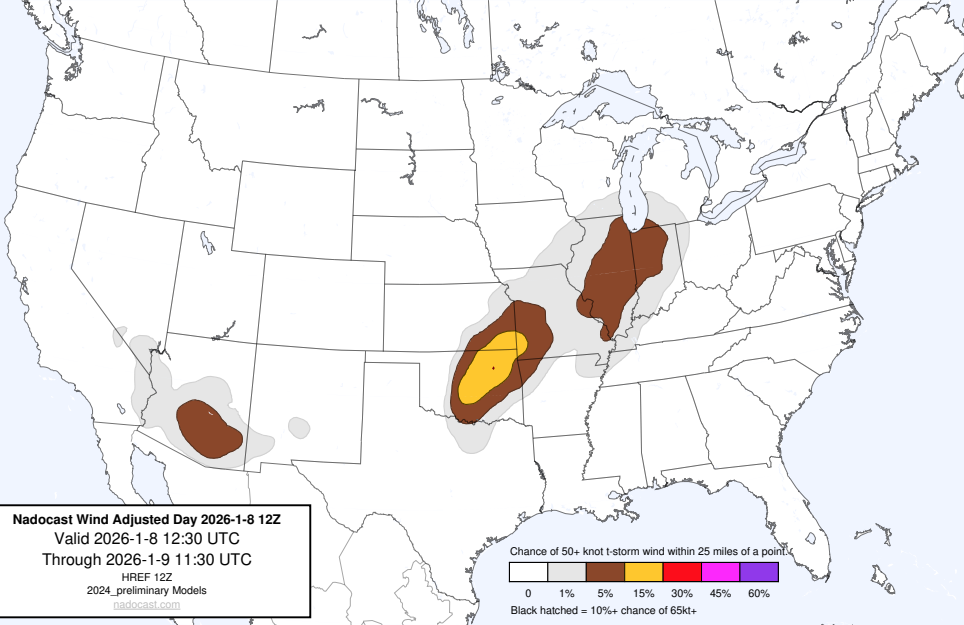 Nadocast Wind Adjusted Day 2026-1-8 12Z
Valid 2026-1-8 12:30 UTC
Through 2026-1-9 11:30 UTC
HREF 12Z
2024_preliminary Models
nadocast.com
Chance of 50+ knot t-storm wind within 25 miles of a point.
0 1% 5% 15% 30% 45% 60%
Black hatched = 10%+ chance of 65kt+